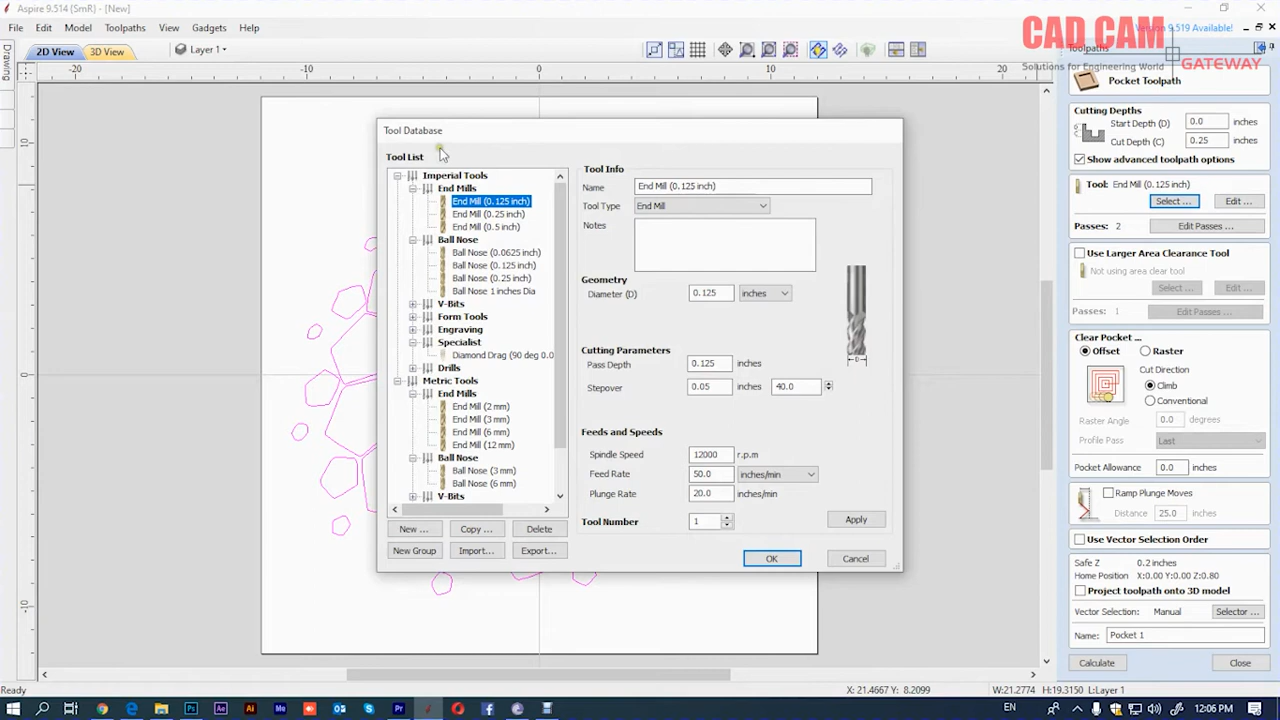 Aspire 9.514 (SmR) - [New]
File Edit Model Toolpaths View Gadgets Help
Version 9.519 Available!
CAD CAM
Solutions for Engineering World
GATEWAY
2D View 3D View Layer 1
-20 -10 0 10 20
10
0
-10
Drawing
Tool Database
Tool List
Imperial Tools
End Mills
End Mill (0.125 inch)
End Mill (0.25 inch)
End Mill (0.5 inch)
Ball Nose
Ball Nose (0.0625 inch)
Ball Nose (0.125 inch)
Ball Nose (0.25 inch)
Ball Nose 1 inches Dia
V-Bits
Form Tools
Engraving
Specialist
Diamond Drag (90 deg 0.0
Drills
Metric Tools
End Mills
End Mill (2 mm)
End Mill (3 mm)
End Mill (6 mm)
End Mill (12 mm)
Ball Nose
Ball Nose (3 mm)
Ball Nose (6 mm)
V-Bits
New ... Copy ... Delete
New Group Import... Export...
Tool Info
Name End Mill (0.125 inch)
Tool Type End Mill
Notes
Geometry
Diameter (D) 0.125 inches
D
Cutting Parameters
Pass Depth 0.125 inches
Stepover 0.05 inches 40.0
Feeds and Speeds
Spindle Speed 12000 r.p.m
Feed Rate 50.0 inches/min
Plunge Rate 20.0 inches/min
Tool Number 1 Apply
OK Cancel
Toolpaths
Pocket Toolpath
Cutting Depths
Start Depth (D) 0.0 inches
Cut Depth (C) 0.25 inches
Show advanced toolpath options
Tool: End Mill (0.125 inch)
Select ... Edit ...
Passes: 2 Edit Passes ...
Use Larger Area Clearance Tool
Not using area clear tool
Select ... Edit ...
Passes: 1 Edit Passes ...
Clear Pocket ...
Offset Raster
Cut Direction
Climb
Conventional
Raster Angle 0.0 degrees
Profile Pass Last
Pocket Allowance 0.0 inches
Ramp Plunge Moves
Distance 25.0 inches
Use Vector Selection Order
Safe Z 0.2 inches
Home Position X:0.00 Y:0.00 Z:0.80
Project toolpath onto 3D model
Vector Selection: Manual Selector ...
Name: Pocket 1
Calculate Close
Ready X: 21.4667 Y: 8.2099 W:21.2774 H:19.3150 L:Layer 1
EN 12:06 PM